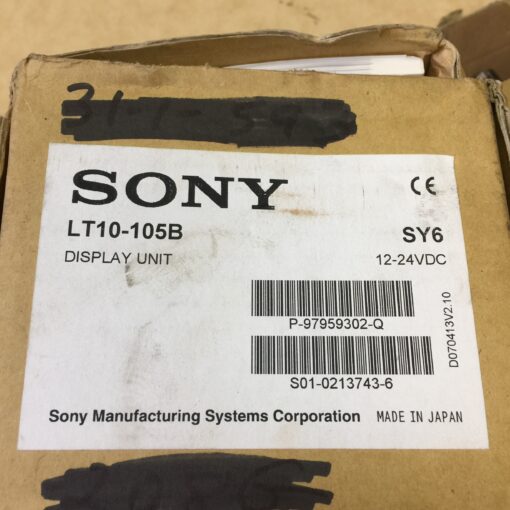 SONY
CE
LT10-105B
SY6
DISPLAY UNIT
12-24VDC
P-97959302-Q
S01-0213743-6
D070413V2.10
Sony Manufacturing Systems Corporation
MADE IN JAPAN